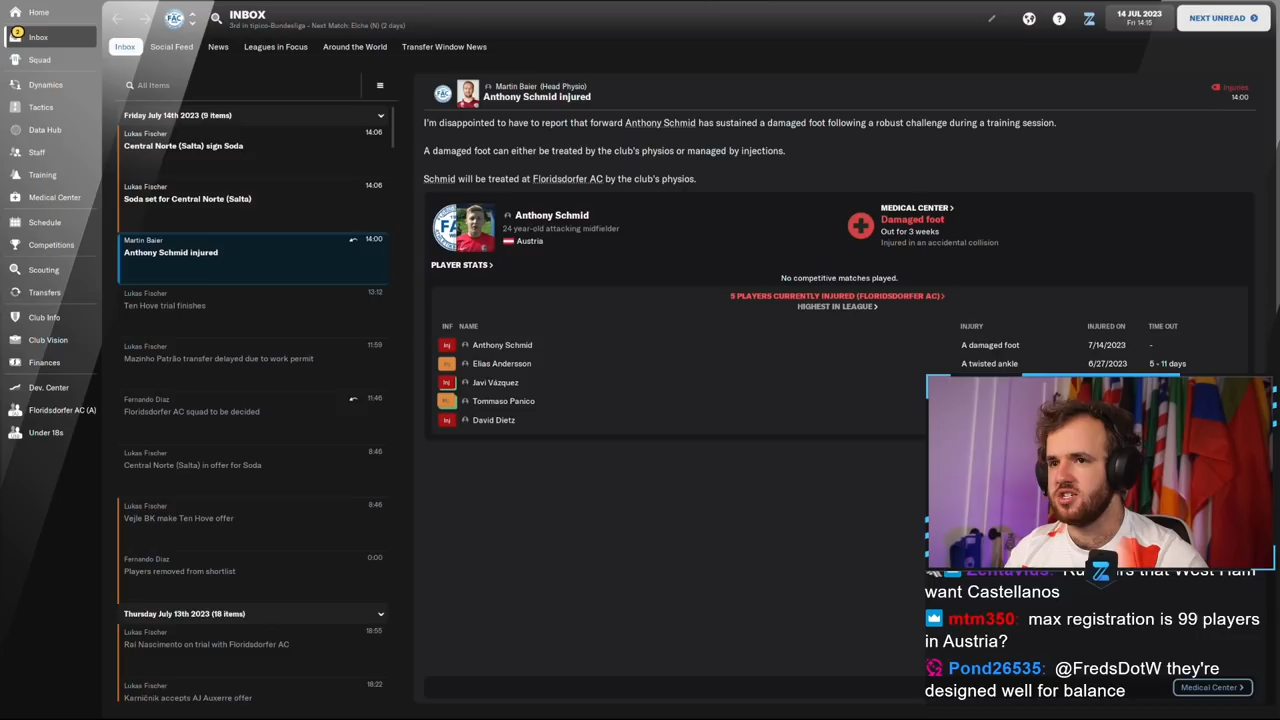 Home
Inbox
2
Squad
Dynamics
Tactics
Data Hub
Staff
Training
Medical Center
Schedule
Competitions
Scouting
Transfers
Club Info
Club Vision
Finances
Dev. Center
Floridsdorfer AC (A)
Under 18s
INBOX
3rd in tipico-Bundesliga - Next Match: Elche (N) (2 days)
14 JUL 2023
Fri 14:15
NEXT UNREAD
Inbox
Social Feed
News
Leagues in Focus
Around the World
Transfer Window News
All Items
Friday July 14th 2023 (9 items)
Lukas Fischer 14:06
Central Norte (Salta) sign Soda
Lukas Fischer 14:06
Soda set for Central Norte (Salta)
Martin Baier 14:00
Anthony Schmid injured
Lukas Fischer 13:12
Ten Hove trial finishes
Lukas Fischer 11:59
Mazinho Patrão transfer delayed due to work permit
Fernando Díaz 11:46
Floridsdorfer AC squad to be decided
Lukas Fischer 8:46
Central Norte (Salta) in offer for Soda
Lukas Fischer 8:46
Vejle BK make Ten Hove offer
Fernando Díaz 0:00
Players removed from shortlist
Thursday July 13th 2023 (18 items)
Lukas Fischer 18:55
Rai Nascimento on trial with Floridsdorfer AC
Lukas Fischer 18:22
Karničnik accepts AJ Auxerre offer
Martin Baier (Head Physio)
Anthony Schmid injured
Injuries
14:00
I'm disappointed to have to report that forward Anthony Schmid has sustained a damaged foot following a robust challenge during a training session.
A damaged foot can either be treated by the club's physios or managed by injections.
Schmid will be treated at Floridsdorfer AC by the club's physios.
Anthony Schmid
24 year-old attacking midfielder
Austria
MEDICAL CENTER
Damaged foot
Out for 3 weeks
Injured in an accidental collision
PLAYER STATS
No competitive matches played.
5 PLAYERS CURRENTLY INJURED (FLORIDSDORFER AC)
HIGHEST IN LEAGUE
INF NAME INJURY INJURED ON TIME OUT
Inj Anthony Schmid A damaged foot 7/14/2023 -
Elias Andersson A twisted ankle 6/27/2023 5 - 11 days
Inj Javi Vázquez
Tommaso Panico
Inj David Dietz
that West Ham
want Castellanos
mtm350: max registration is 99 players
in Austria?
Pond26535: @FredsDotW they're
designed well for balance
Medical Center